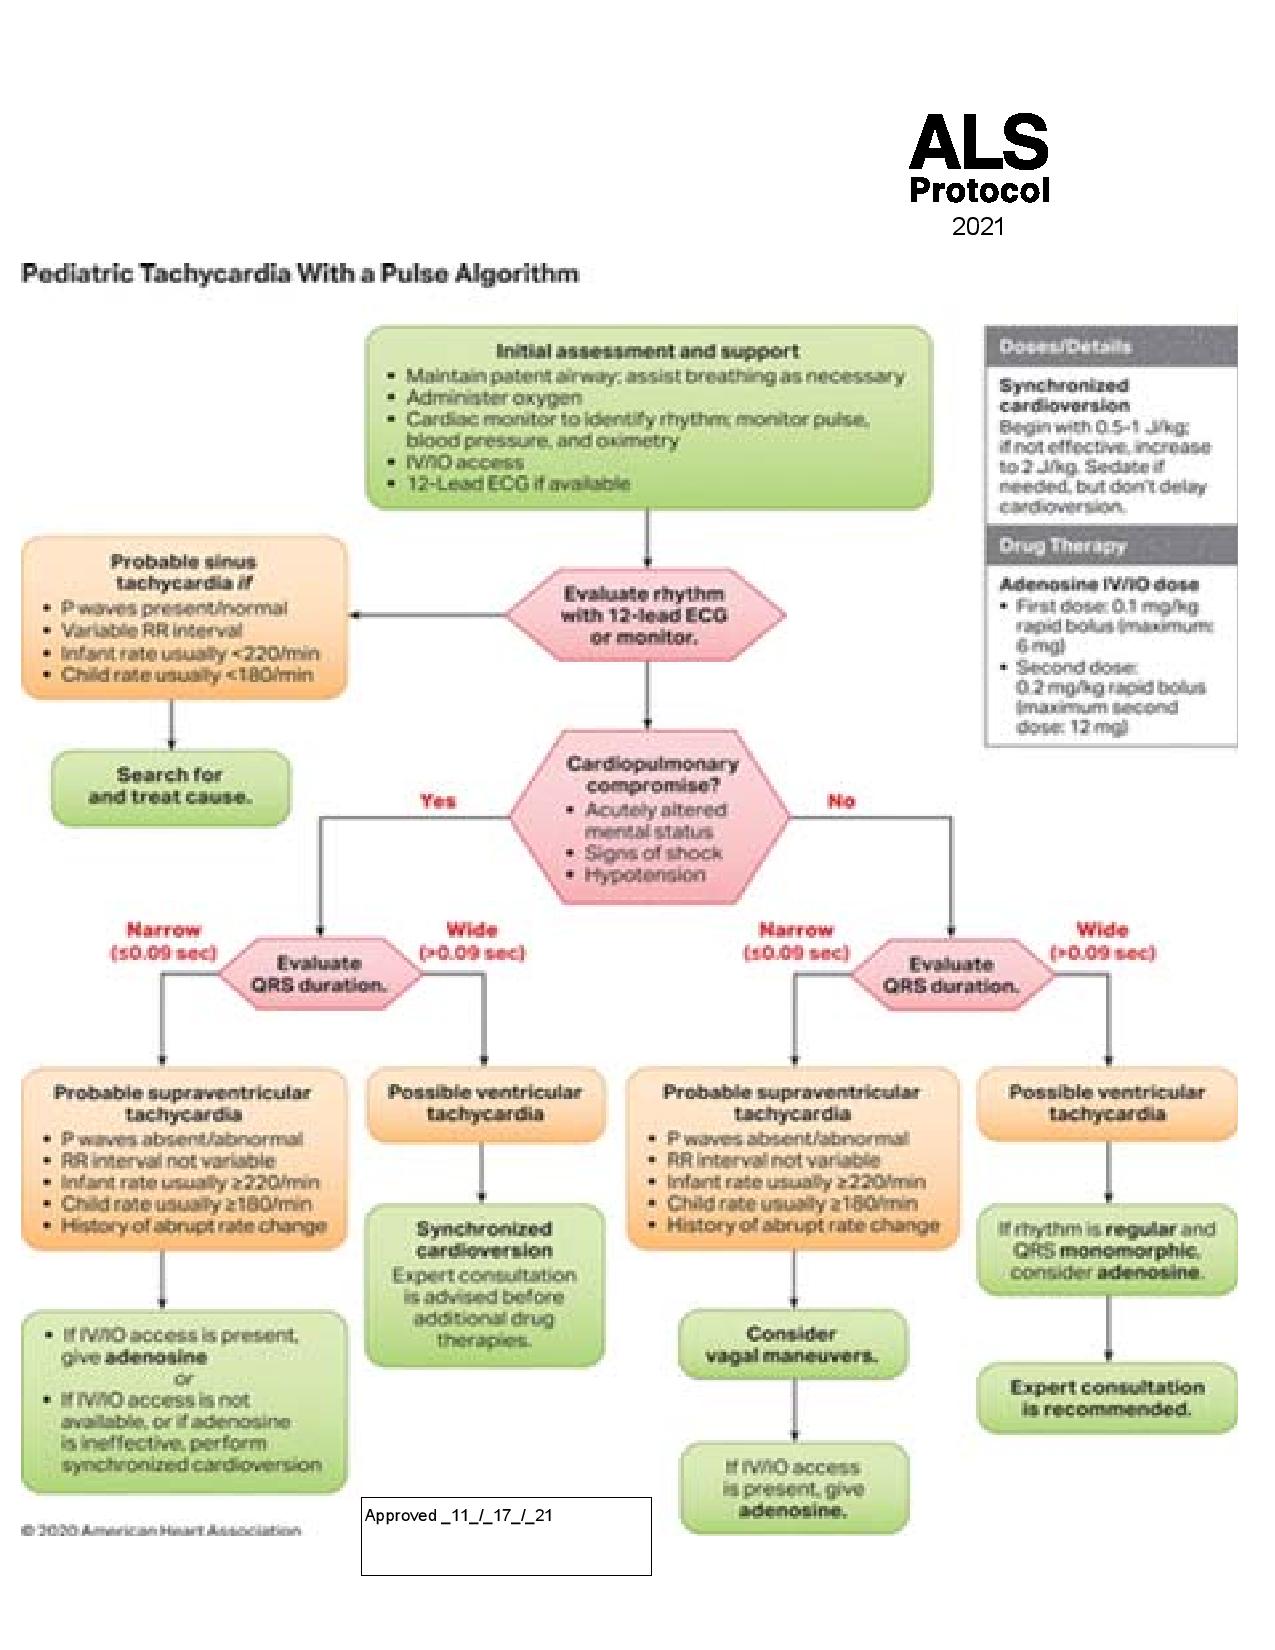 ALS
Protocol
2021
Pediatric Tachycardia With a Pulse Algorithm
Initial assessment and support
• Maintain patent airway; assist breathing as necessary
• Administer oxygen
• Cardiac monitor to identify rhythm; monitor pulse,
blood pressure, and oximetry
• IV/IO access
• 12-Lead ECG if available
Doses/Details
Synchronized
cardioversion
Begin with 0.5-1 J/kg;
if not effective, increase
to 2 J/kg. Sedate if
needed, but don't delay
cardioversion.
Drug Therapy
Adenosine IV/IO dose
• First dose: 0.1 mg/kg
rapid bolus (maximum:
6 mg)
• Second dose:
0.2 mg/kg rapid bolus
(maximum second
dose: 12 mg)
Evaluate rhythm
with 12-lead ECG
or monitor.
Probable sinus
tachycardia if
• P waves present/normal
• Variable RR interval
• Infant rate usually <220/min
• Child rate usually <180/min
Search for
and treat cause.
Cardiopulmonary
compromise?
• Acutely altered
mental status
• Signs of shock
• Hypotension
Yes
No
Narrow
(≤0.09 sec)
Evaluate
QRS duration.
Wide
(>0.09 sec)
Narrow
(≤0.09 sec)
Evaluate
QRS duration.
Wide
(>0.09 sec)
Probable supraventricular
tachycardia
• P waves absent/abnormal
• RR interval not variable
• Infant rate usually ≥220/min
• Child rate usually ≥180/min
• History of abrupt rate change
• If IV/IO access is present,
give adenosine
or
• If IV/IO access is not
available, or if adenosine
is ineffective, perform
synchronized cardioversion
Possible ventricular
tachycardia
Synchronized
cardioversion
Expert consultation
is advised before
additional drug
therapies.
Probable supraventricular
tachycardia
• P waves absent/abnormal
• RR interval not variable
• Infant rate usually ≥220/min
• Child rate usually ≥180/min
• History of abrupt rate change
Consider
vagal maneuvers.
If IV/IO access
is present, give
adenosine.
Possible ventricular
tachycardia
If rhythm is regular and
QRS monomorphic,
consider adenosine.
Expert consultation
is recommended.
© 2020 American Heart Association
Approved _11_/_17_/_21